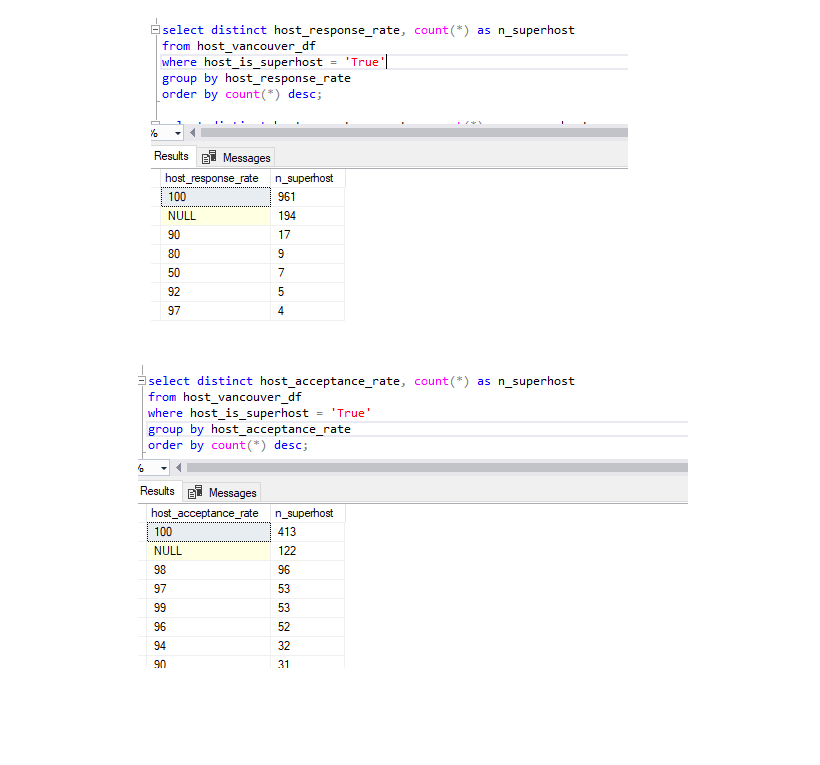 select distinct host_response_rate, count(*) as n_superhost
from host_vancouver_df
where host_is_superhost = 'True'
group by host_response_rate
order by count(*) desc;
%
Results Messages
host_response_rate n_superhost
100 961
NULL 194
90 17
80 9
50 7
92 5
97 4
select distinct host_acceptance_rate, count(*) as n_superhost
from host_vancouver_df
where host_is_superhost = 'True'
group by host_acceptance_rate
order by count(*) desc;
%
Results Messages
host_acceptance_rate n_superhost
100 413
NULL 122
98 96
97 53
99 53
96 52
94 32
90 31